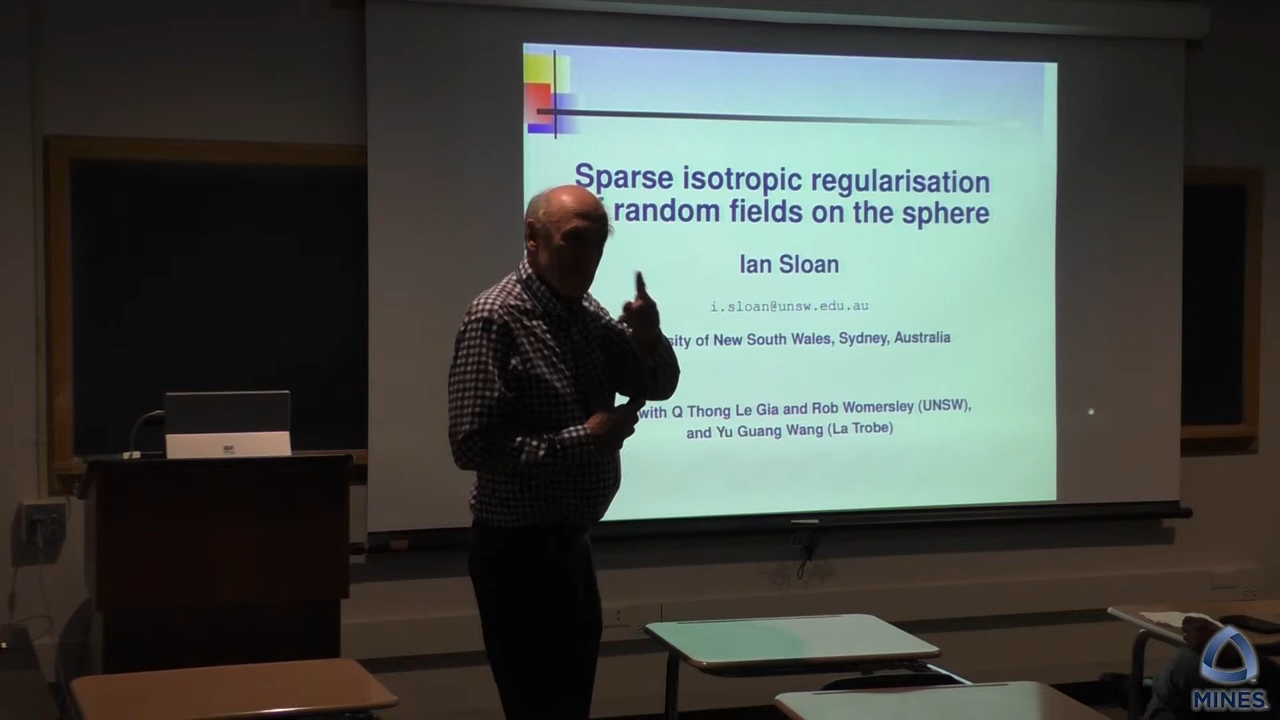 Sparse isotropic regularisation
random fields on the sphere
Ian Sloan
i.sloan@unsw.edu.au
sity of New South Wales, Sydney, Australia
with Q Thong Le Gia and Rob Womersley (UNSW),
and Yu Guang Wang (La Trobe)
MINES